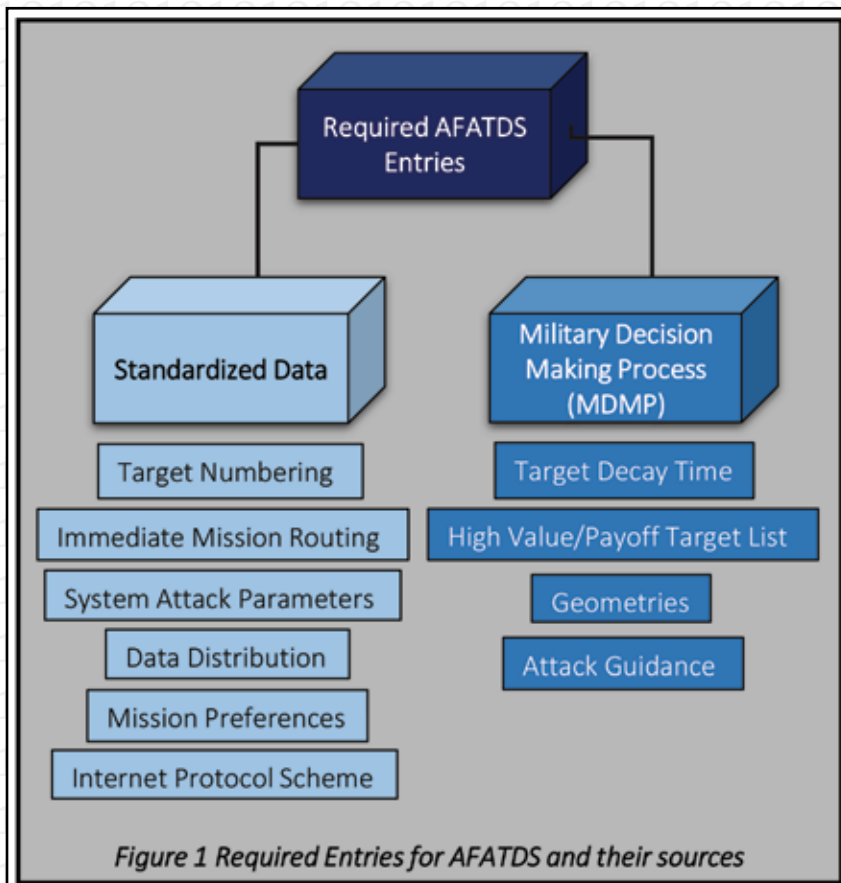 Required AFATDS
Entries
Standardized Data
Target Numbering
Immediate Mission Routing
System Attack Parameters
Data Distribution
Mission Preferences
Internet Protocol Scheme
Military Decision
Making Process
(MDMP)
Target Decay Time
High Value/Payoff Target List
Geometries
Attack Guidance
Figure 1 Required Entries for AFATDS and their sources